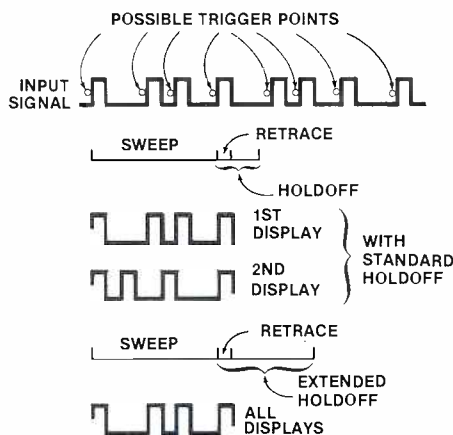 POSSIBLE TRIGGER POINTS
INPUT
SIGNAL
SWEEP
RETRACE
HOLDOFF
1ST
DISPLAY
2ND
DISPLAY
WITH
STANDARD
HOLDOFF
SWEEP
RETRACE
EXTENDED
HOLDOFF
ALL
DISPLAYS